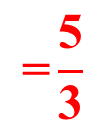 = 5/3